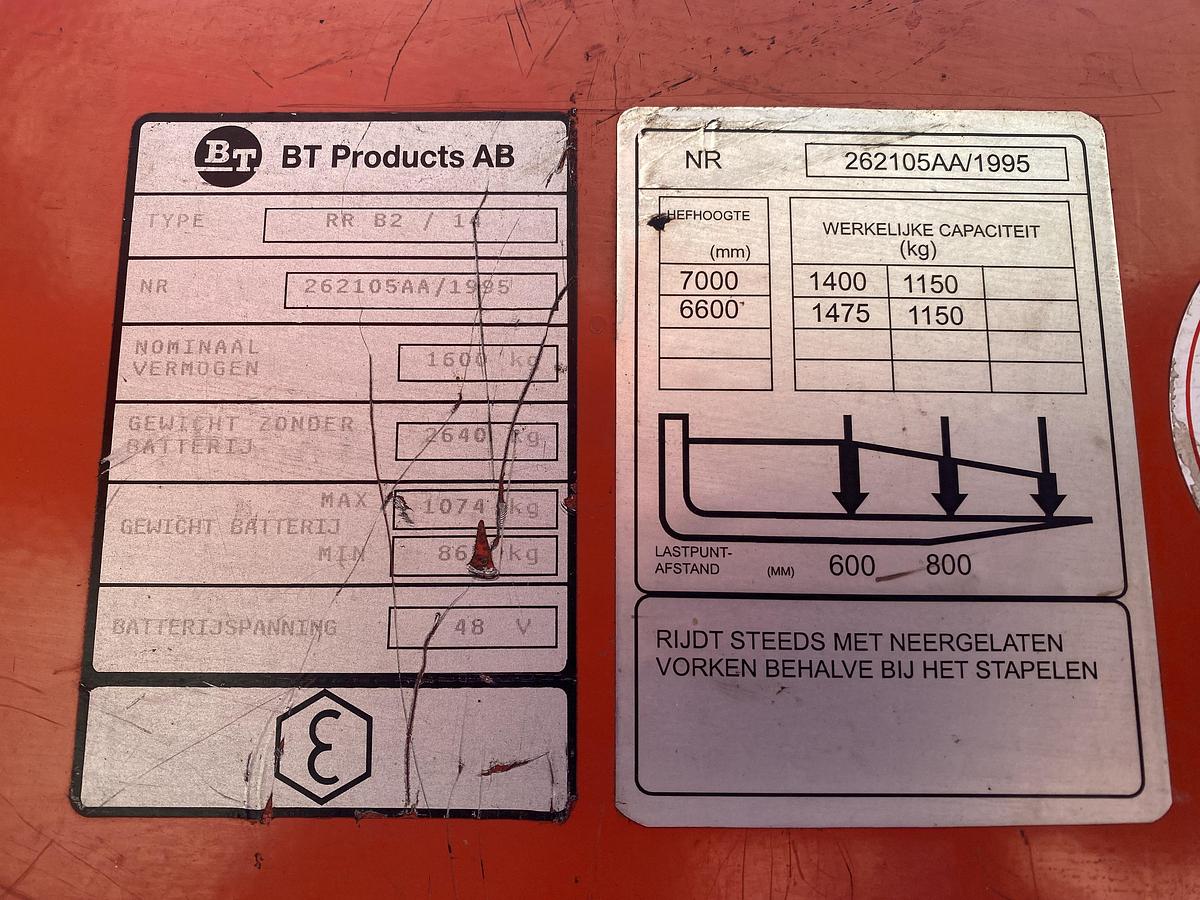 BT BT Products AB
TYPE RR B2 / 14
NR 262105AA/1995
NOMINAAL
VERMOGEN 1600 kg
GEWICHT ZONDER
BATTERIJ 2640 kg
MAX 1074 kg
GEWICHT BATTERIJ
MIN kg
BATTERIJSPANNING 48 V
NR 262105AA/1995
HEFHOOGTE
(mm)
WERKELIJKE CAPACITEIT
(kg)
7000 1400 1150
6600 1475 1150
LASTPUNT-
AFSTAND (MM) 600 800
RIJDT STEEDS MET NEERGELATEN
VORKEN BEHALVE BIJ HET STAPELEN